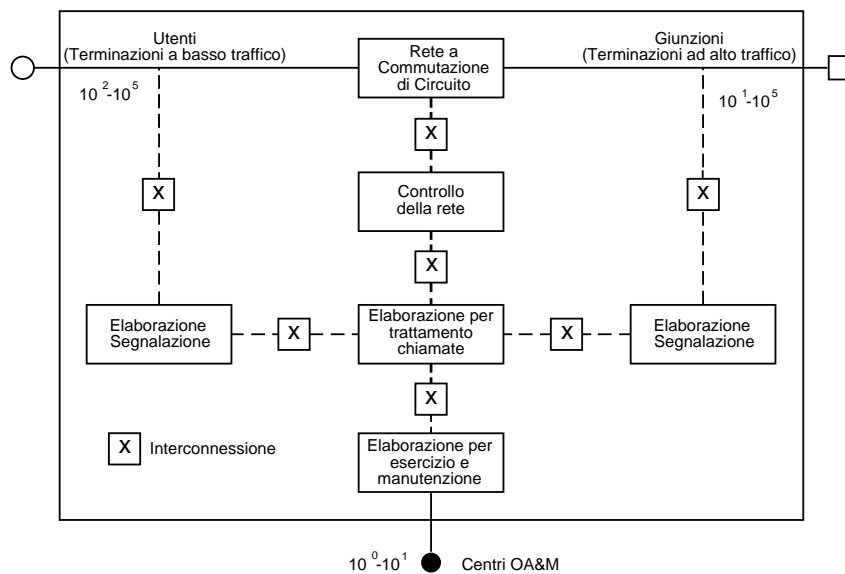 Utenti
(Terminazioni a basso traffico)
Rete a
Commutazione
di Circuito
Giunzioni
(Terminazioni ad alto traffico)
10 2-10 5
10 1-10 5
X
X
Controllo
della rete
X
X
Elaborazione
Segnalazione
X
Elaborazione per
trattamento
chiamate
X
Elaborazione
Segnalazione
X
X Interconnessione
Elaborazione per
esercizio e
manutenzione
10 0-10 1
Centri OA&M